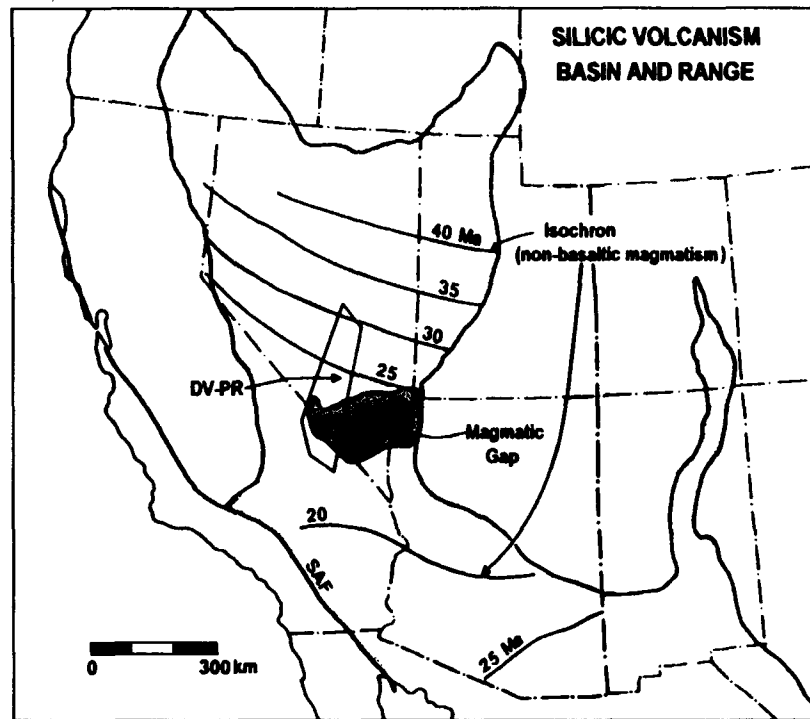 SILICIC VOLCANISM
BASIN AND RANGE
40 Ma
Isochron
(non-basaltic magmatism)
35
30
25
DV-PR
Magmatic
Gap
20
SAF
25 Ma
0 300 km